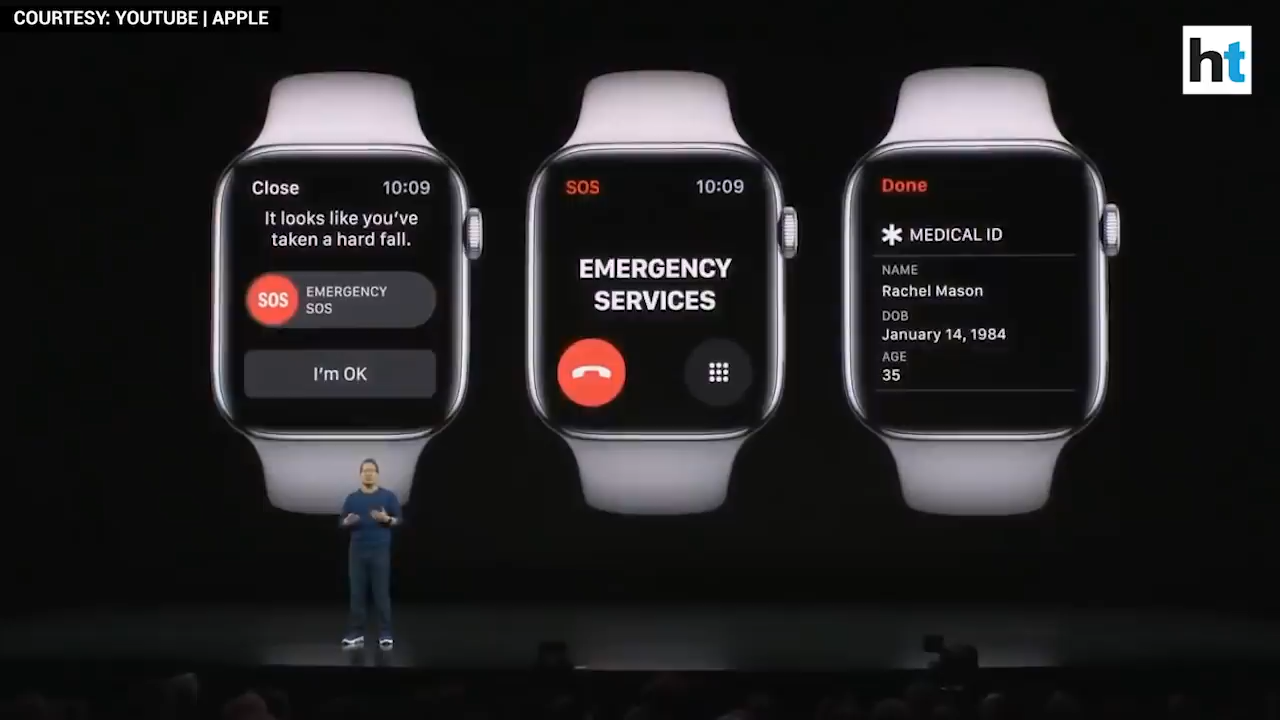 COURTESY: YOUTUBE | APPLE
ht
Close 10:09
It looks like you've
taken a hard fall.
SOS EMERGENCY
SOS
I'm OK
SOS 10:09
EMERGENCY
SERVICES
Done
MEDICAL ID
NAME
Rachel Mason
DOB
January 14, 1984
AGE
35